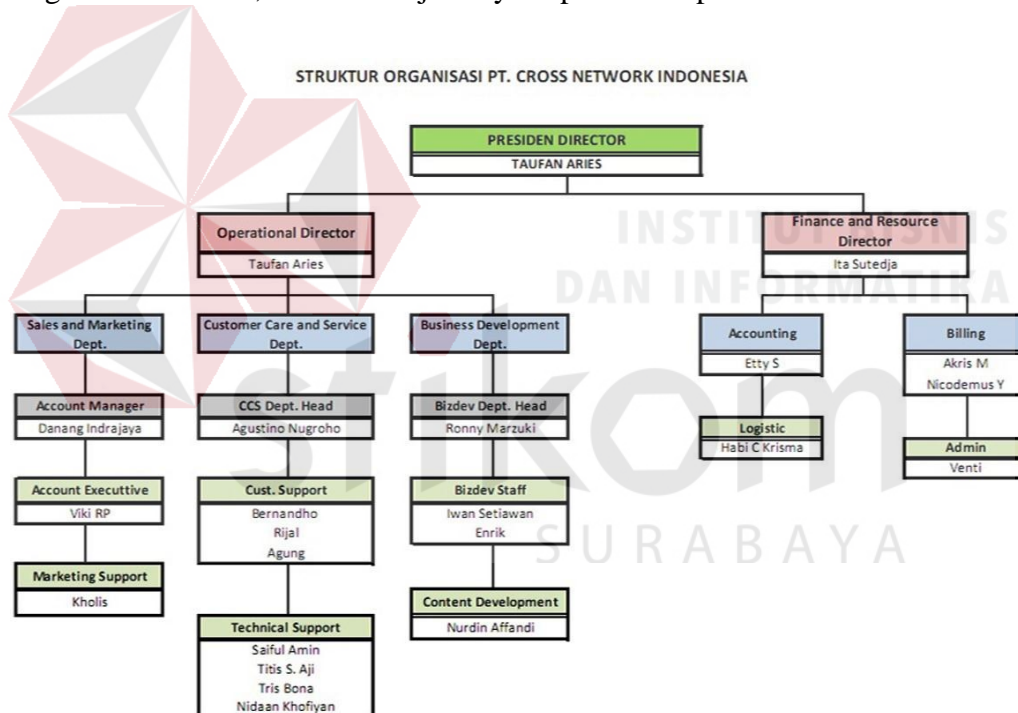 STRUKTUR ORGANISASI PT. CROSS NETWORK INDONESIA
PRESIDEN DIRECTOR
TAUFAN ARIES
Operational Director
Taufan Aries
Finance and Resource
Director
Ita Sutedja
Sales and Marketing
Dept.
Customer Care and Service
Dept.
Business Development
Dept.
Accounting
Etty S
Billing
Akris M
Nicodemus Y
Account Manager
Danang Indrajaya
CCS Dept. Head
Agustino Nugroho
Bizdev Dept. Head
Ronny Marzuki
Logistic
Habi C Krisma
Admin
Venti
Account Executtive
Viki RP
Cust. Support
Bernandho
Rijal
Agung
Bizdev Staff
Iwan Setiawan
Enrik
Marketing Support
Kholis
Content Development
Nurdin Affandi
Technical Support
Saiful Amin
Titis S. Aji
Tris Bona
Nidaan Khofiyan
INSTITUT BISNIS
DAN INFORMATIKA
stikom
SURABAYA